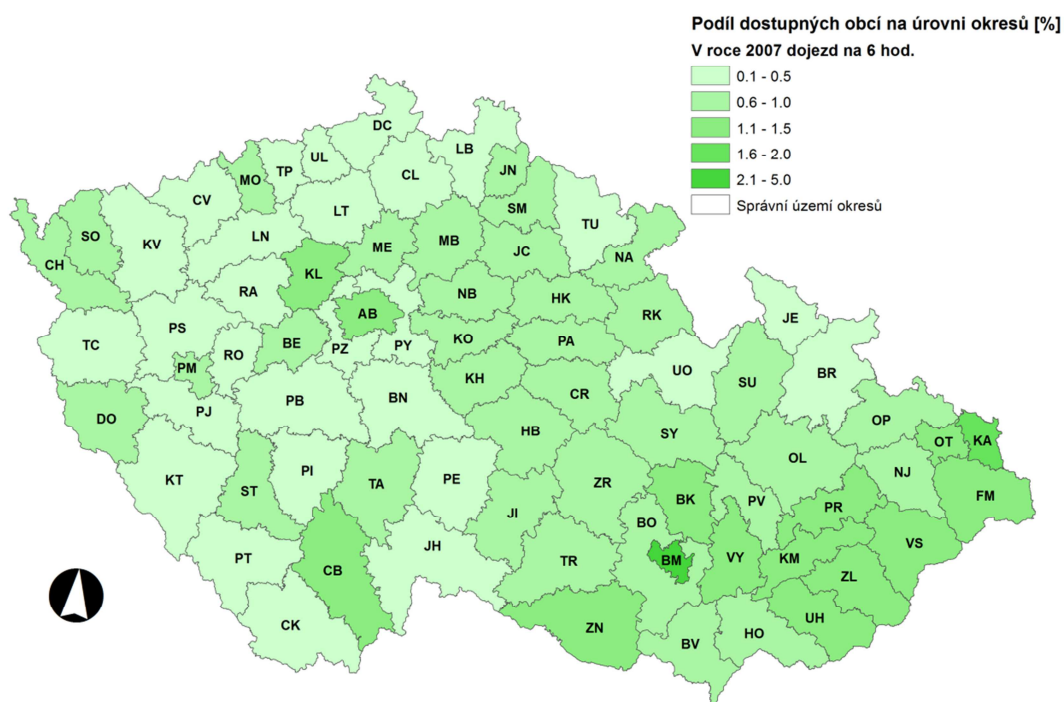 Podíl dostupných obcí na úrovni okresů [%]
V roce 2007 dojezd na 6 hod.
0.1 - 0.5
0.6 - 1.0
1.1 - 1.5
1.6 - 2.0
2.1 - 5.0
Správní území okresů
DC
LB
UL
TP
MO
CL
JN
CV
LT
SM
TU
SO
KV
LN
ME
MB
JC
NA
CH
KL
RA
NB
HK
AB
RK
JE
PS
TC
RO
BE
PZ
PY
KO
PA
PM
UO
BR
SU
KH
DO
PJ
PB
BN
CR
OP
HB
SY
OT
KA
OL
NJ
KT
PI
ST
TA
PE
ZR
BK
PV
FM
JI
BO
PR
VS
PT
CB
JH
TR
BM
VY
KM
ZL
CK
ZN
BV
HO
UH